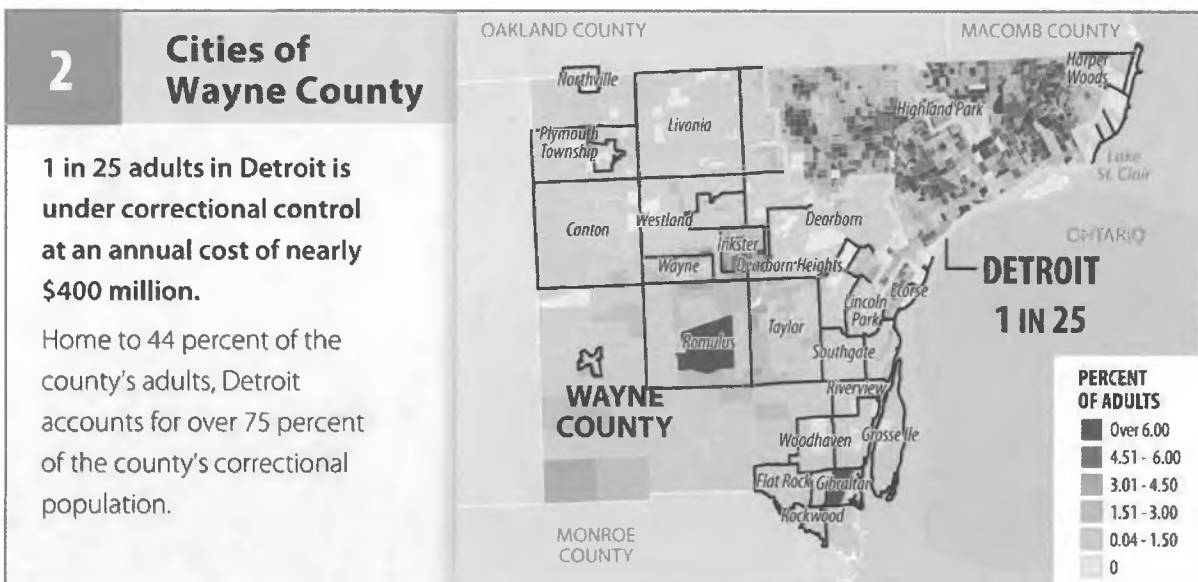 2
Cities of
Wayne County
1 in 25 adults in Detroit is
under correctional control
at an annual cost of nearly
$400 million.
Home to 44 percent of the
county's adults, Detroit
accounts for over 75 percent
of the county's correctional
population.
OAKLAND COUNTY
MACOMB COUNTY
Northville
Harper
Woods
Highland Park
Livonia
Plymouth
Township
Lake
St. Clair
Canton
Westland
Dearborn
ONTARIO
Inkster
Wayne
Dearborn Heights
DETROIT
1 IN 25
Ecorse
Lincoln
Park
Romulus
Taylor
Southgate
WAYNE
COUNTY
Riverview
Woodhaven
Grosse Ile
Flat Rock
Gibraltar
Rockwood
MONROE
COUNTY
PERCENT
OF ADULTS
Over 6.00
4.51 - 6.00
3.01 - 4.50
1.51 - 3.00
0.04 - 1.50
0